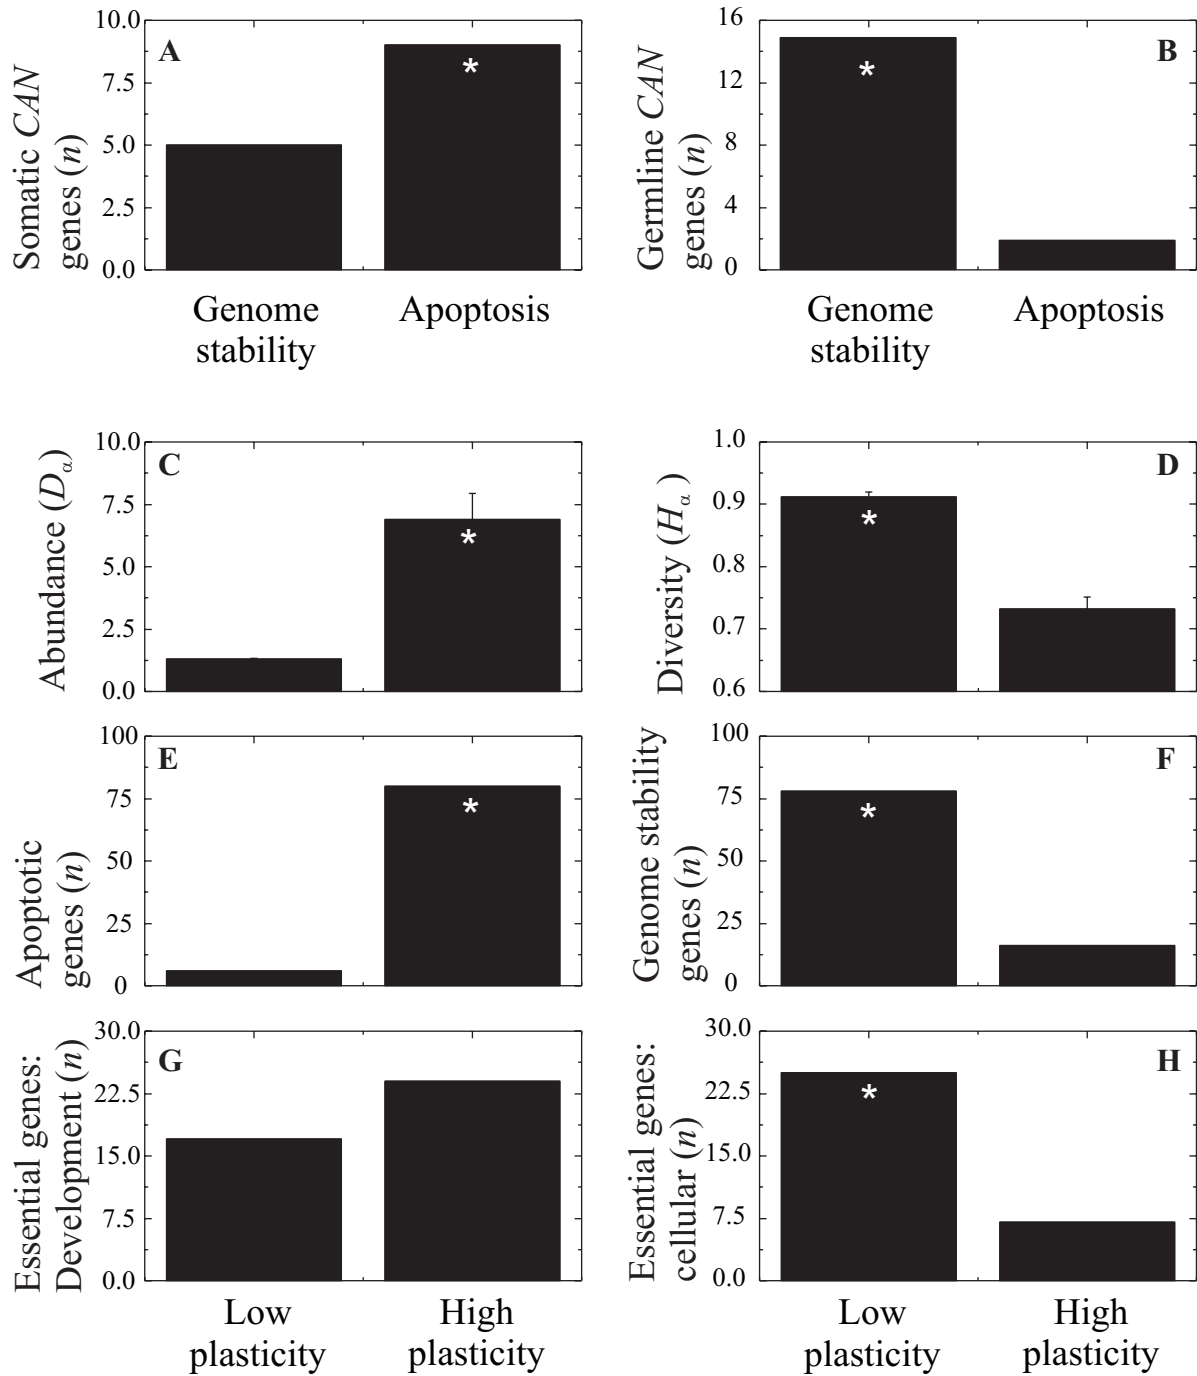 A
Somatic CAN
genes (n)
10.0
7.5
5.0
2.5
0.0
*
Genome
stability
Apoptosis
B
Germline CAN
genes (n)
16
12
8
4
0
*
Genome
stability
Apoptosis
C
Abundance (Dα)
10.0
7.5
5.0
2.5
0.0
*
D
Diversity (Hα)
1.0
0.9
0.8
0.7
0.6
*
E
Apoptotic
genes (n)
100
75
50
25
0
*
F
Genome stability
genes (n)
100
75
50
25
0
*
G
Essential genes:
Development (n)
30.0
22.5
15.0
7.5
0.0
Low
plasticity
High
plasticity
H
Essential genes:
cellular (n)
30.0
22.5
15.0
7.5
0.0
*
Low
plasticity
High
plasticity